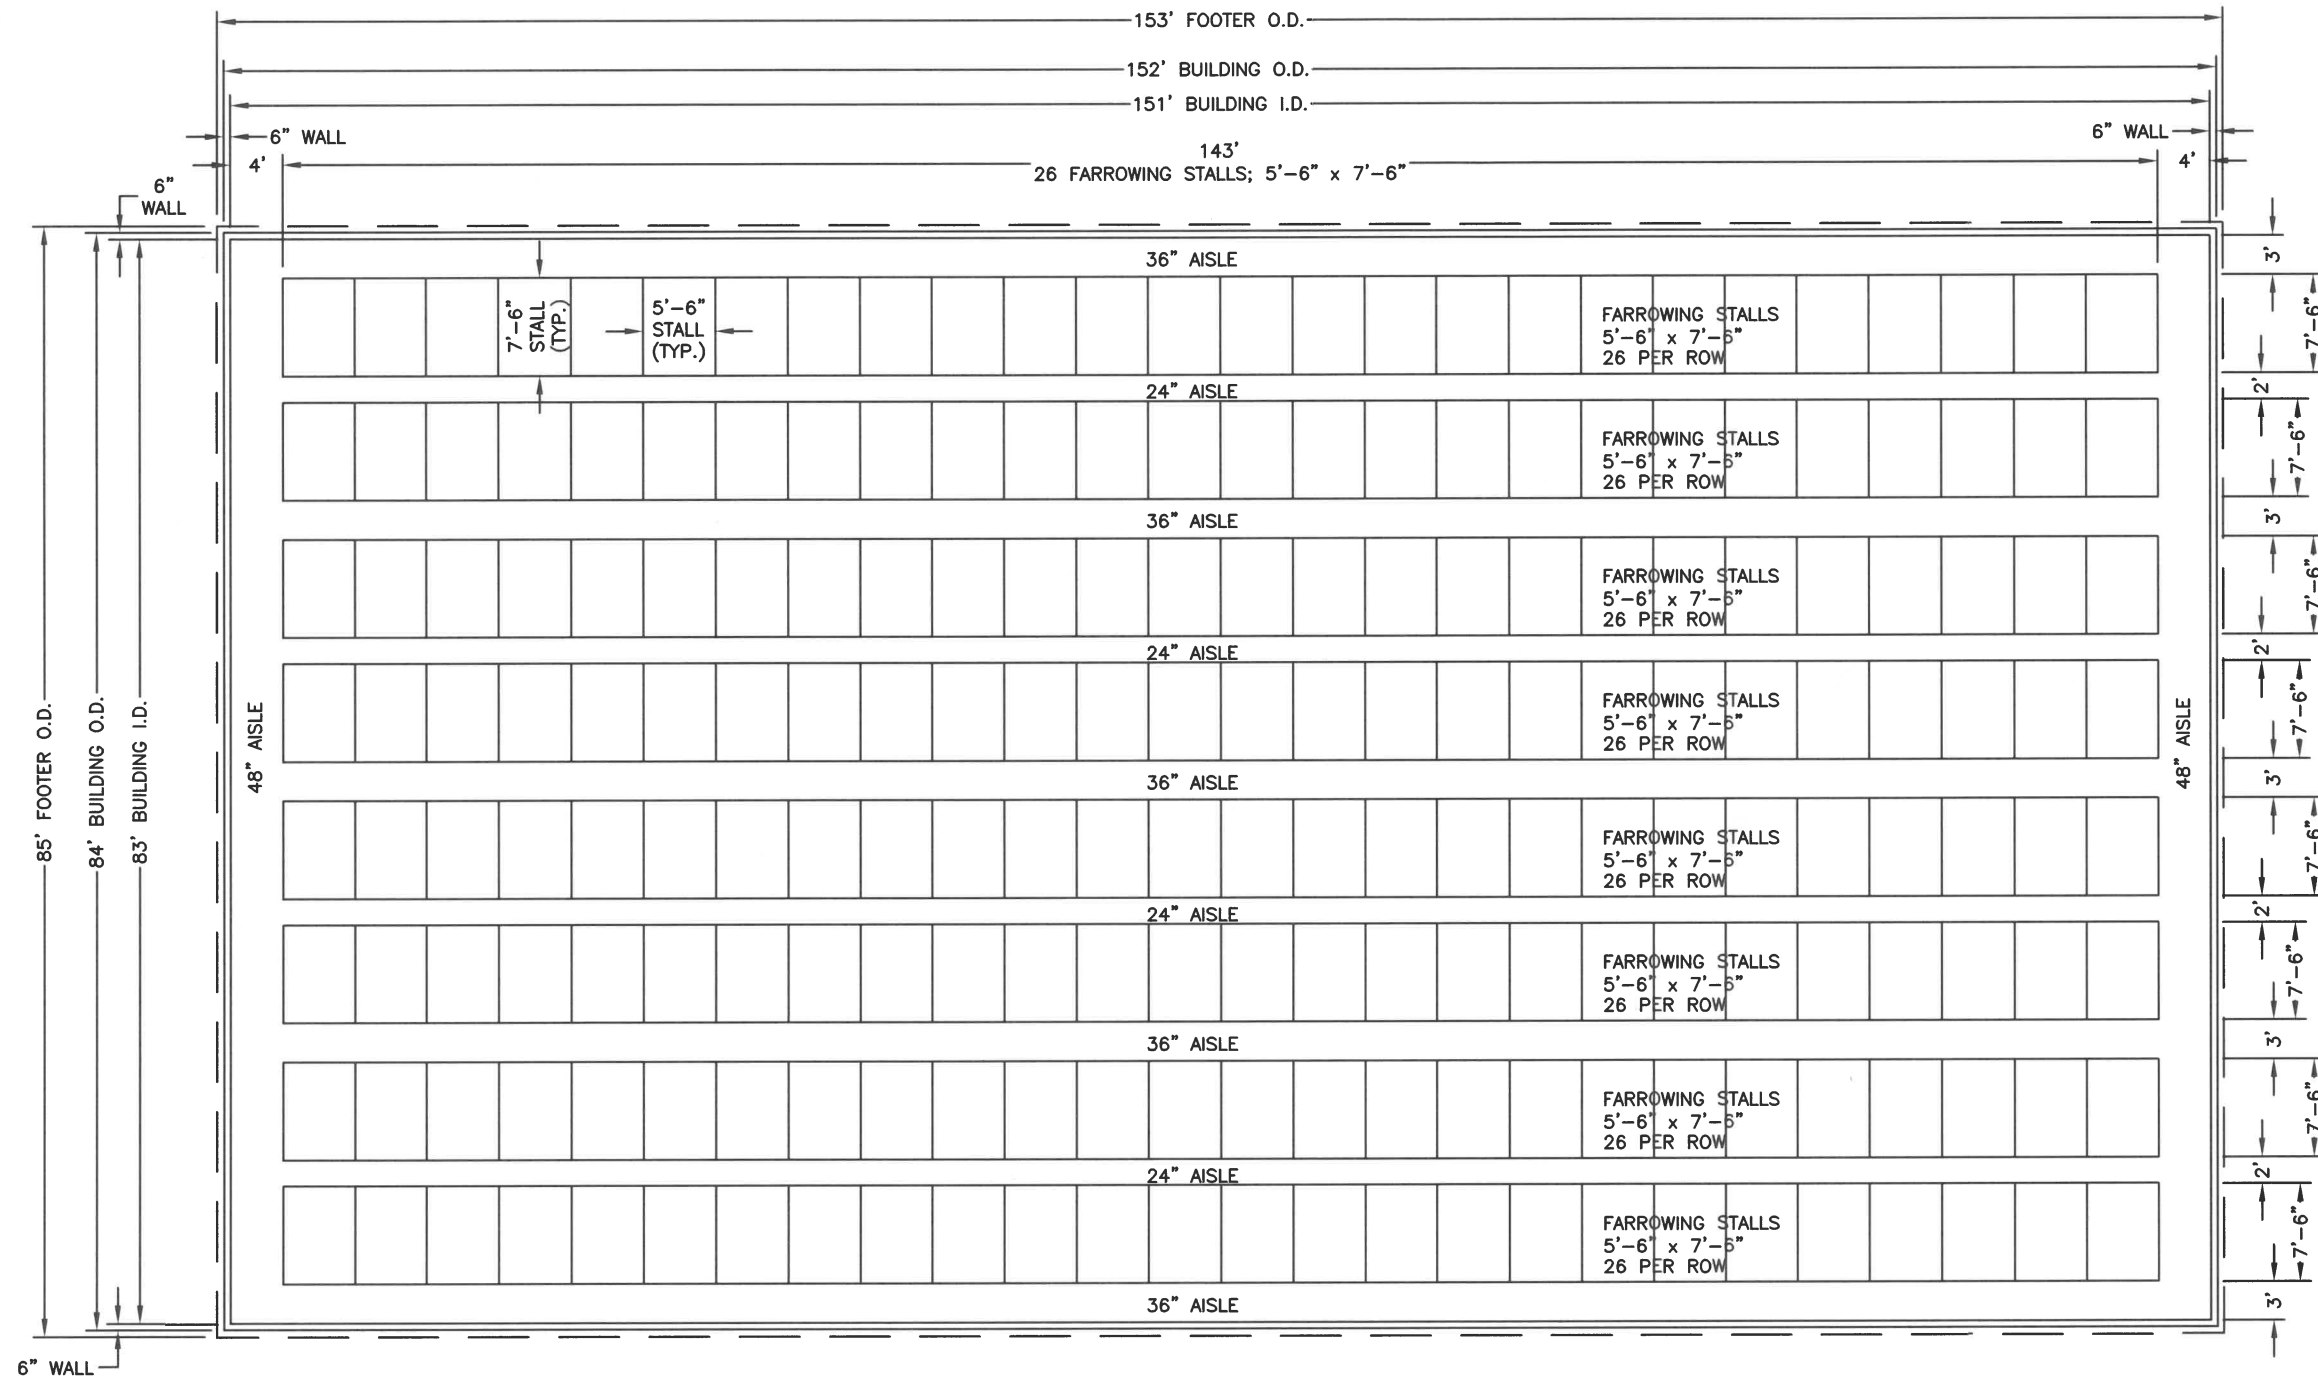 153' FOOTER O.D.
152' BUILDING O.D.
151' BUILDING I.D.
6" WALL
6" WALL
4'
143'
4'
26 FARROWING STALLS; 5'-6" x 7'-6"
6"
WALL
36" AISLE
3'
7'-6"
STALL
(TYP.)
5'-6"
STALL
(TYP.)
FARROWING STALLS
5'-6" x 7'-6"
26 PER ROW
7'-6"
24" AISLE
2'
FARROWING STALLS
5'-6" x 7'-6"
26 PER ROW
7'-6"
36" AISLE
3'
FARROWING STALLS
5'-6" x 7'-6"
26 PER ROW
7'-6"
24" AISLE
2'
85' FOOTER O.D.
84' BUILDING O.D.
83' BUILDING I.D.
48" AISLE
FARROWING STALLS
5'-6" x 7'-6"
26 PER ROW
48" AISLE
7'-6"
36" AISLE
3'
FARROWING STALLS
5'-6" x 7'-6"
26 PER ROW
7'-6"
24" AISLE
2'
FARROWING STALLS
5'-6" x 7'-6"
26 PER ROW
7'-6"
36" AISLE
3'
FARROWING STALLS
5'-6" x 7'-6"
26 PER ROW
7'-6"
24" AISLE
2'
FARROWING STALLS
5'-6" x 7'-6"
26 PER ROW
7'-6"
36" AISLE
3'
6" WALL